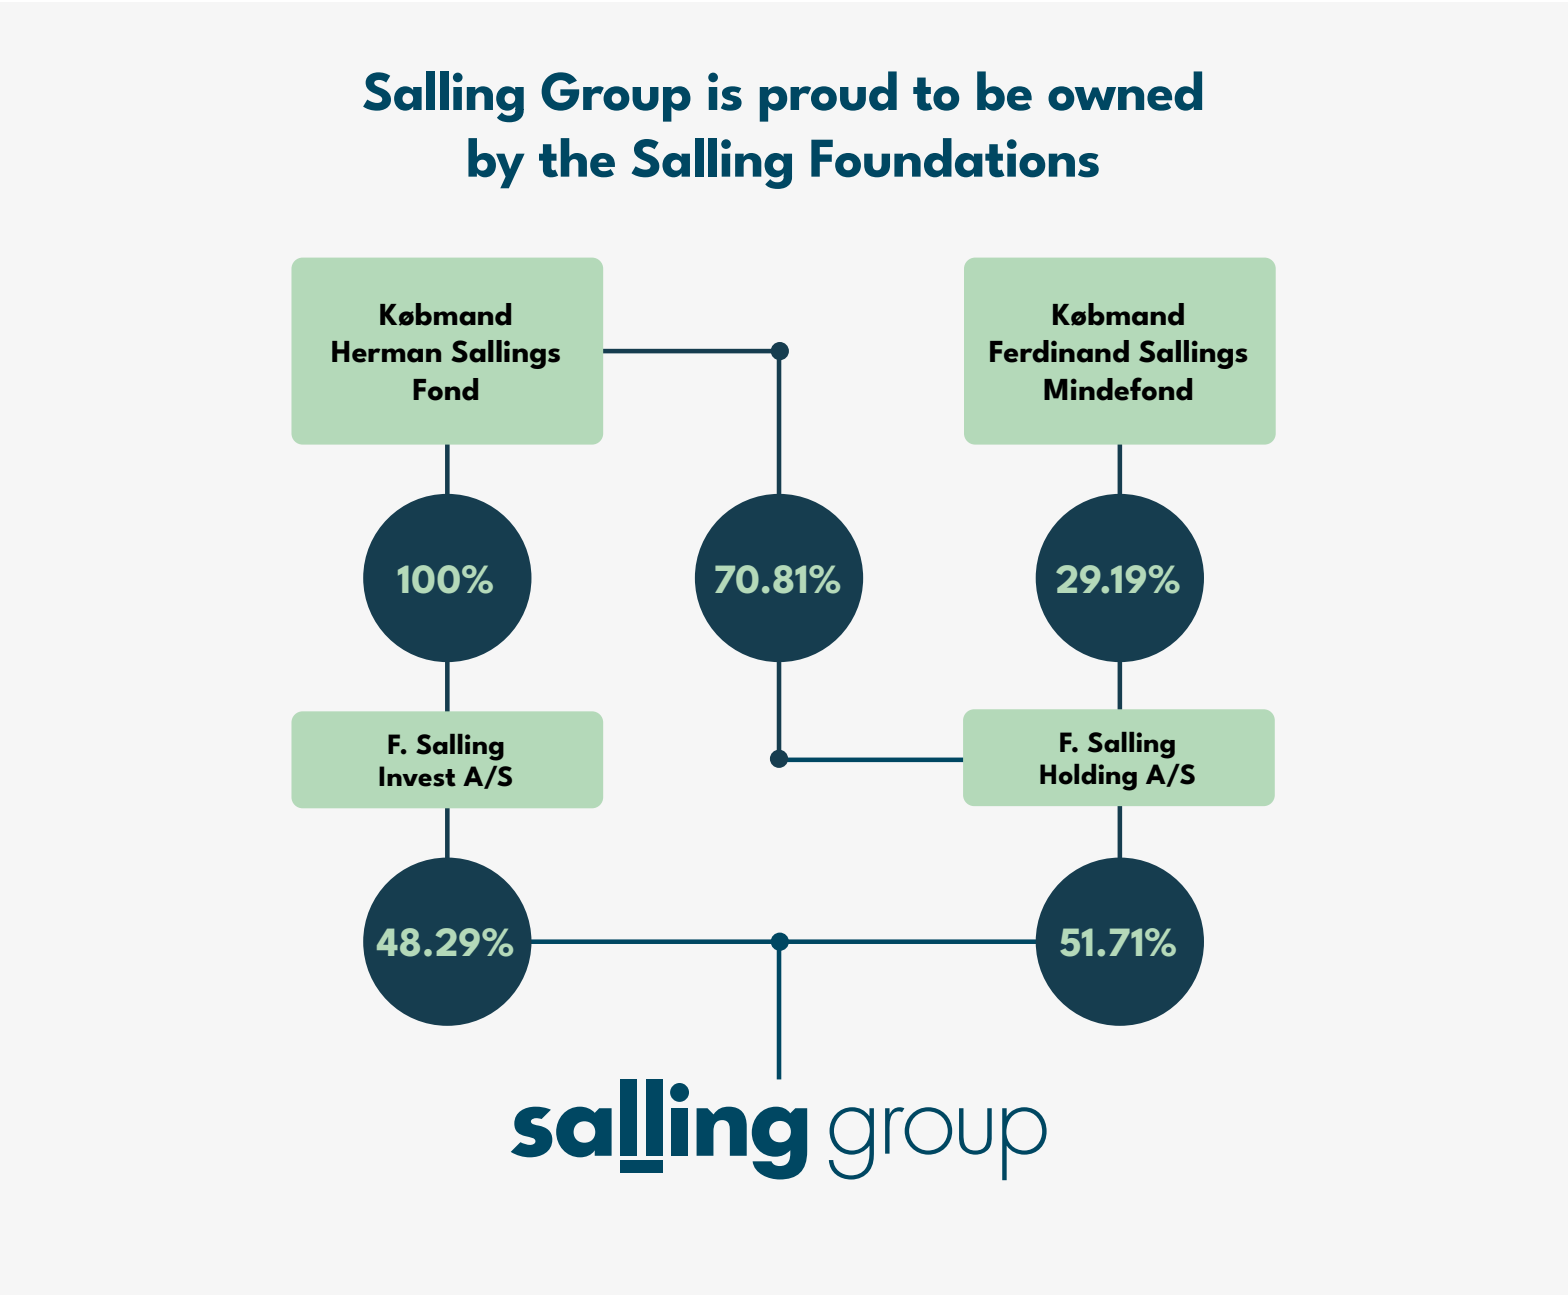 Salling Group is proud to be owned
by the Salling Foundations
Købmand
Herman Sallings
Fond
Købmand
Ferdinand Sallings
Mindefond
100%
70.81%
29.19%
F. Salling
Invest A/S
F. Salling
Holding A/S
48.29%
51.71%
salling group